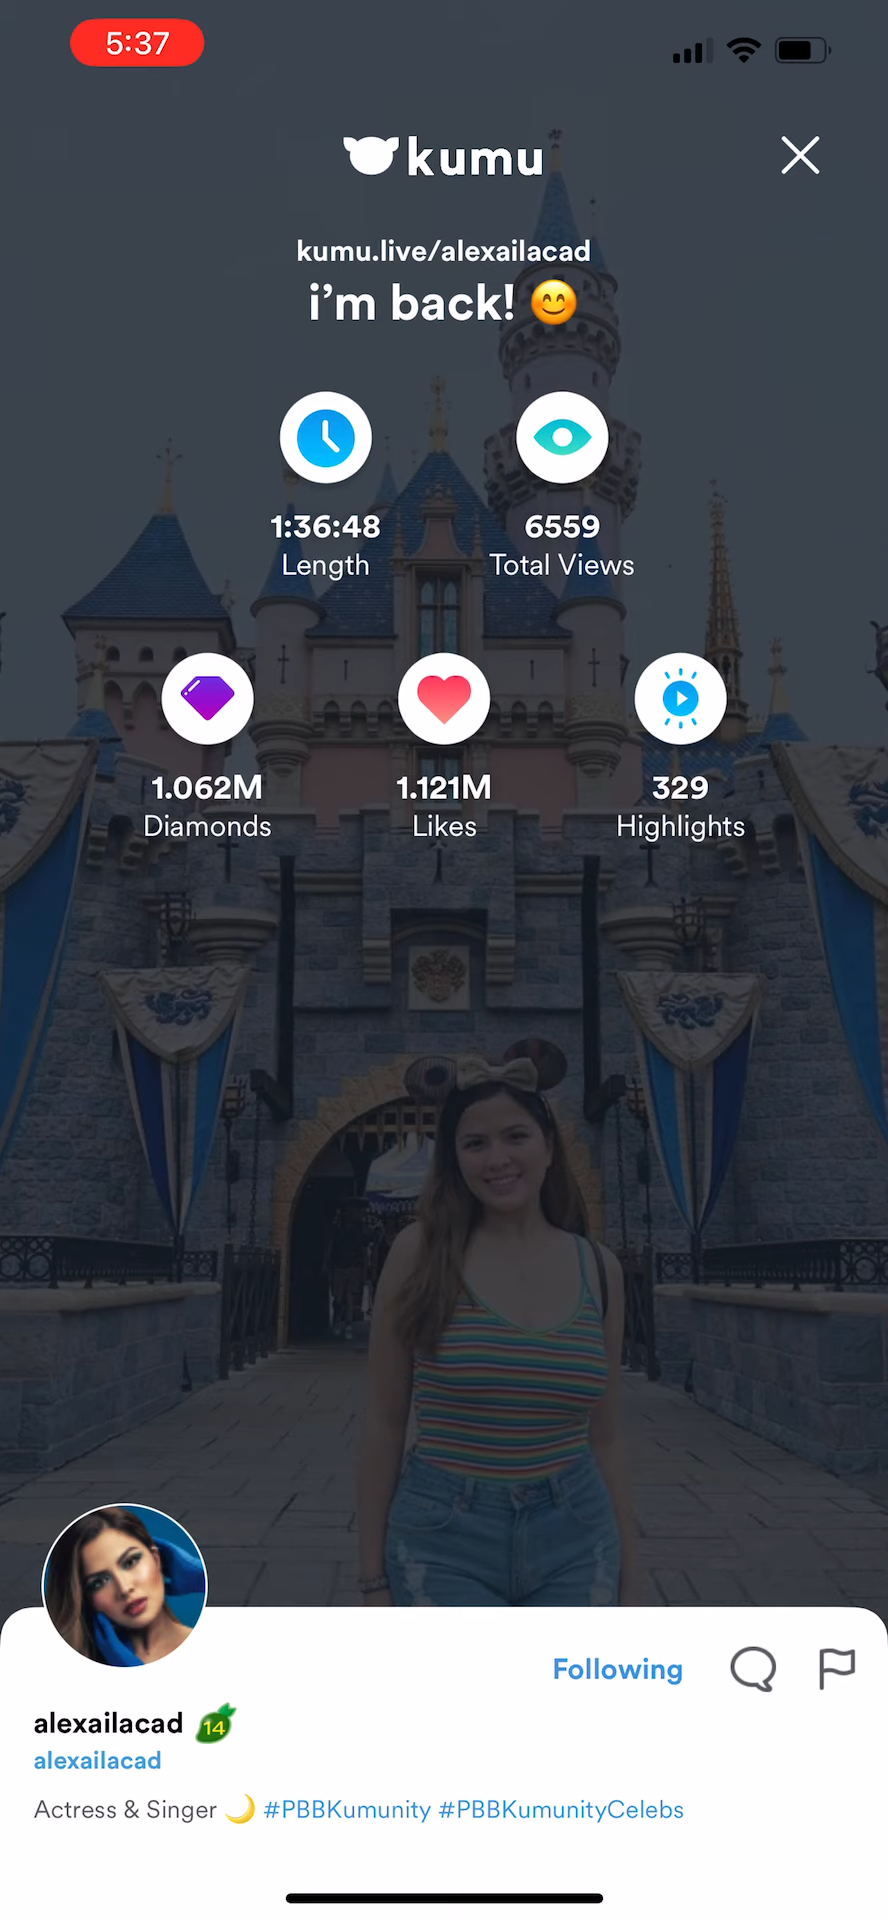 5:37
kumu
kumu.live/alexailacad
i’m back! 😊
1:36:48
Length
6559
Total Views
1.062M
Diamonds
1.121M
Likes
329
Highlights
Following
alexailacad 14
alexailacad
Actress & Singer 🌙 #PBBKumunity #PBBKumunityCelebs